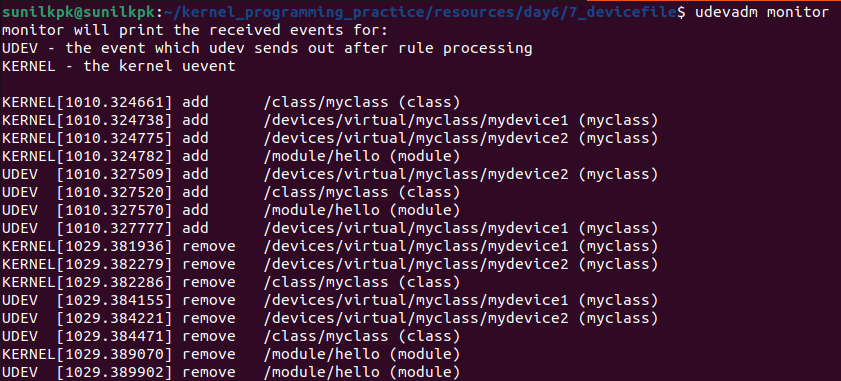 sunilkpk@sunilkpk:~/kernel_programming_practice/resources/day6/7_devicefile$ udevadm monitor
monitor will print the received events for:
UDEV - the event which udev sends out after rule processing
KERNEL - the kernel uevent
KERNEL[1010.324661] add      /class/myclass (class)
KERNEL[1010.324738] add      /devices/virtual/myclass/mydevice1 (myclass)
KERNEL[1010.324775] add      /devices/virtual/myclass/mydevice2 (myclass)
KERNEL[1010.324782] add      /module/hello (module)
UDEV  [1010.327509] add      /devices/virtual/myclass/mydevice2 (myclass)
UDEV  [1010.327520] add      /class/myclass (class)
UDEV  [1010.327570] add      /module/hello (module)
UDEV  [1010.327777] add      /devices/virtual/myclass/mydevice1 (myclass)
KERNEL[1029.381936] remove   /devices/virtual/myclass/mydevice1 (myclass)
KERNEL[1029.382279] remove   /devices/virtual/myclass/mydevice2 (myclass)
KERNEL[1029.382286] remove   /class/myclass (class)
UDEV  [1029.384155] remove   /devices/virtual/myclass/mydevice1 (myclass)
UDEV  [1029.384221] remove   /devices/virtual/myclass/mydevice2 (myclass)
UDEV  [1029.384471] remove   /class/myclass (class)
KERNEL[1029.389070] remove   /module/hello (module)
UDEV  [1029.389902] remove   /module/hello (module)